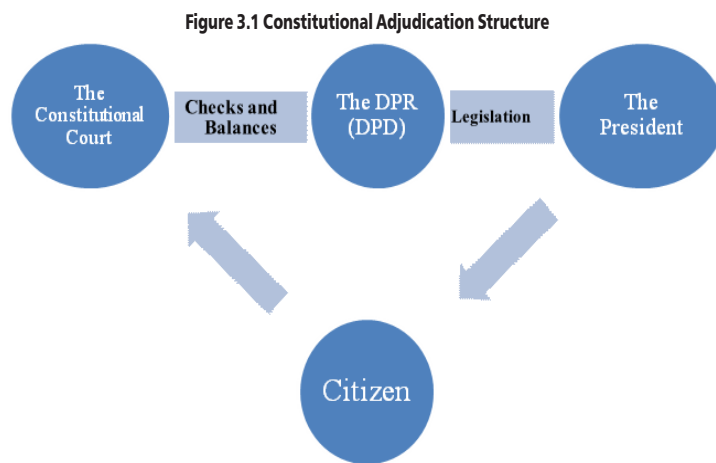 Figure 3.1 Constitutional Adjudication Structure
The
Constitutional
Court
Checks and
Balances
The DPR
(DPD)
Legislation
The
President
Citizen